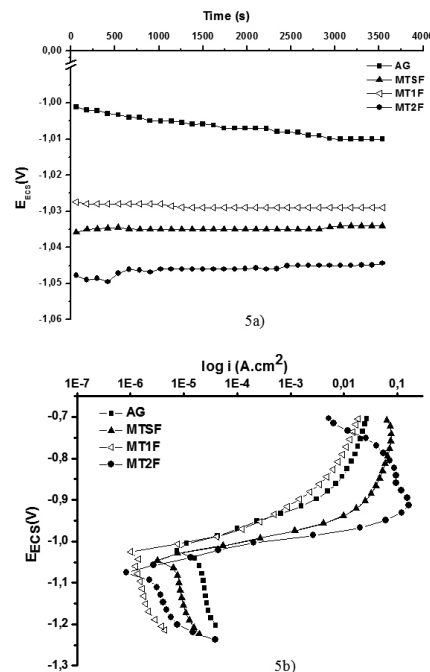 Time (s)
0 500 1000 1500 2000 2500 3000 3500 4000
0,00
AG
MTSF
MT1F
MT2F
-1,00
-1,01
-1,02
-1,03
-1,04
-1,05
-1,06
E_ECS(V)
5a)
log i (A.cm²)
1E-7 1E-6 1E-5 1E-4 1E-3 0,01 0,1
AG
MTSF
MT1F
MT2F
-0,7
-0,8
-0,9
-1,0
-1,1
-1,2
-1,3
E_ECS(V)
5b)